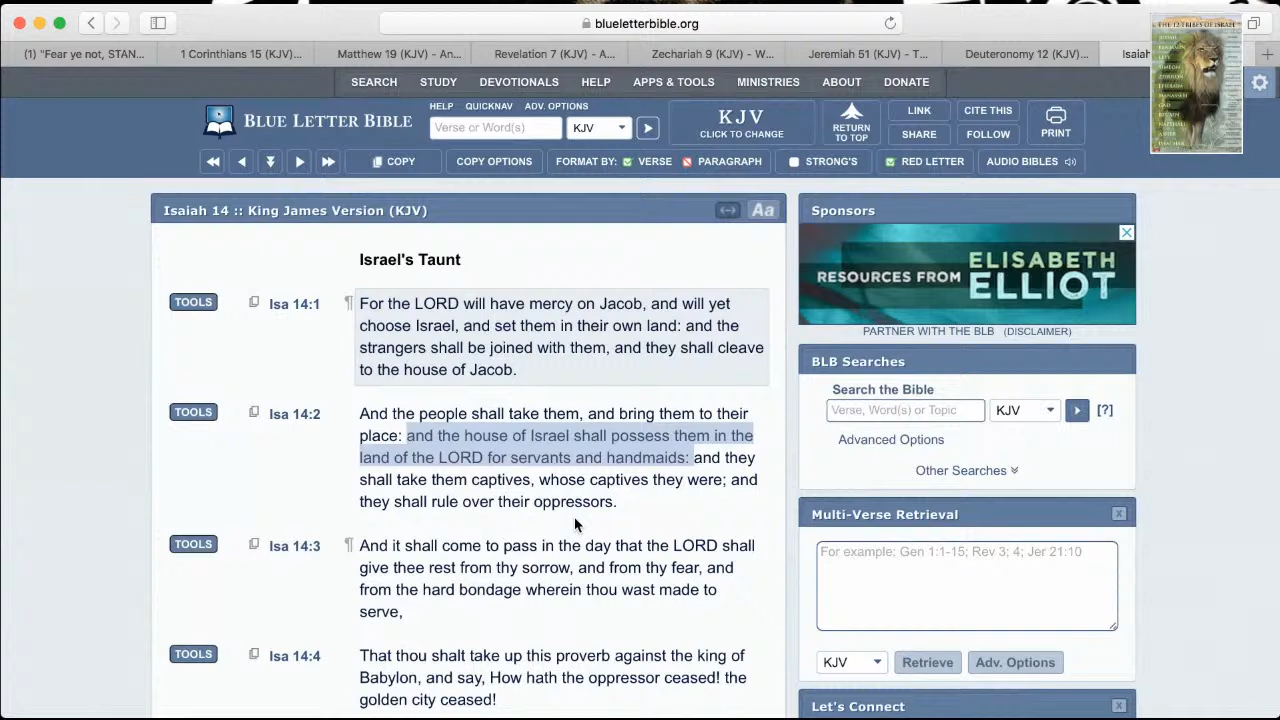 blueletterbible.org
(1) "Fear ye not, STAN...
1 Corinthians 15 (KJV)...
Matthew 19 (KJV) - An...
Revelation 7 (KJV) - A...
Zechariah 9 (KJV) - W...
Jeremiah 51 (KJV) - T...
Deuteronomy 12 (KJV)...
Isaiah
THE 12 TRIBES OF ISRAEL
SEARCH STUDY DEVOTIONALS HELP APPS & TOOLS MINISTRIES ABOUT DONATE
BLUE LETTER BIBLE
HELP QUICKNAV ADV. OPTIONS
Verse or Word(s) KJV
KJV
CLICK TO CHANGE
RETURN
TO TOP
LINK CITE THIS
SHARE FOLLOW
PRINT
COPY COPY OPTIONS FORMAT BY: VERSE PARAGRAPH STRONG'S RED LETTER AUDIO BIBLES
Isaiah 14 :: King James Version (KJV) Aa
Israel's Taunt
TOOLS Isa 14:1 ¶ For the LORD will have mercy on Jacob, and will yet
choose Israel, and set them in their own land: and the
strangers shall be joined with them, and they shall cleave
to the house of Jacob.
TOOLS Isa 14:2 And the people shall take them, and bring them to their
place: and the house of Israel shall possess them in the
land of the LORD for servants and handmaids: and they
shall take them captives, whose captives they were; and
they shall rule over their oppressors.
TOOLS Isa 14:3 ¶ And it shall come to pass in the day that the LORD shall
give thee rest from thy sorrow, and from thy fear, and
from the hard bondage wherein thou wast made to
serve,
TOOLS Isa 14:4 That thou shalt take up this proverb against the king of
Babylon, and say, How hath the oppressor ceased! the
golden city ceased!
Sponsors
RESOURCES FROM ELISABETH
ELLIOT
PARTNER WITH THE BLB (DISCLAIMER)
BLB Searches
Search the Bible
Verse, Word(s) or Topic KJV [?]
Advanced Options
Other Searches
Multi-Verse Retrieval X
For example: Gen 1:1-15; Rev 3; 4; Jer 21:10
KJV Retrieve Adv. Options
Let's Connect X